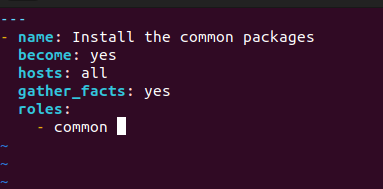 ---
- name: Install the common packages
  become: yes
  hosts: all
  gather_facts: yes
  roles:
    - common
~
~
~